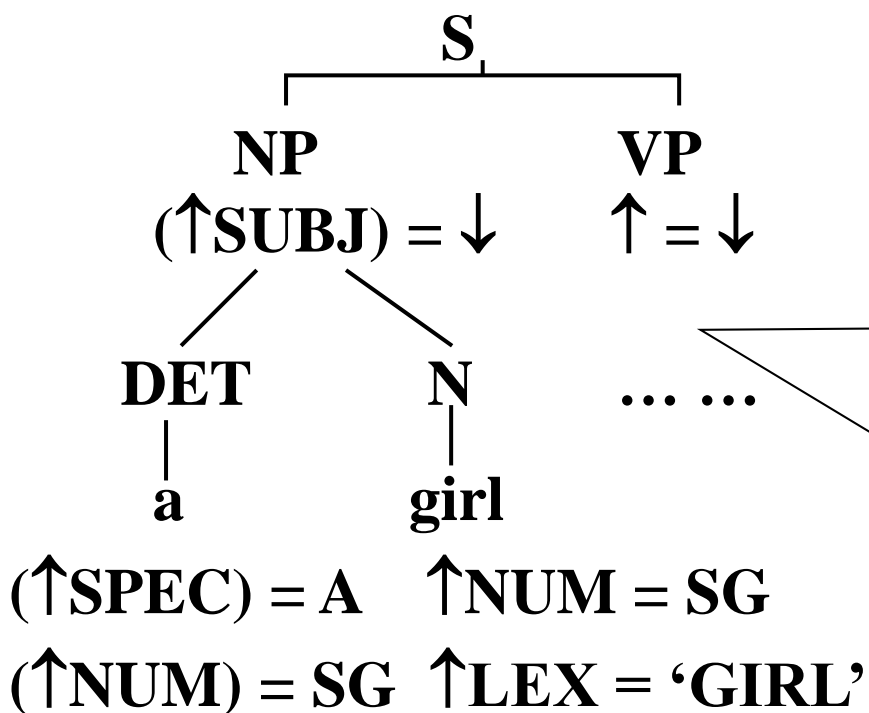 S
NP VP
(↑SUBJ) = ↓ ↑ = ↓
DET N … …
a girl
(↑SPEC) = A ↑NUM = SG
(↑NUM) = SG ↑LEX = ‘GIRL’